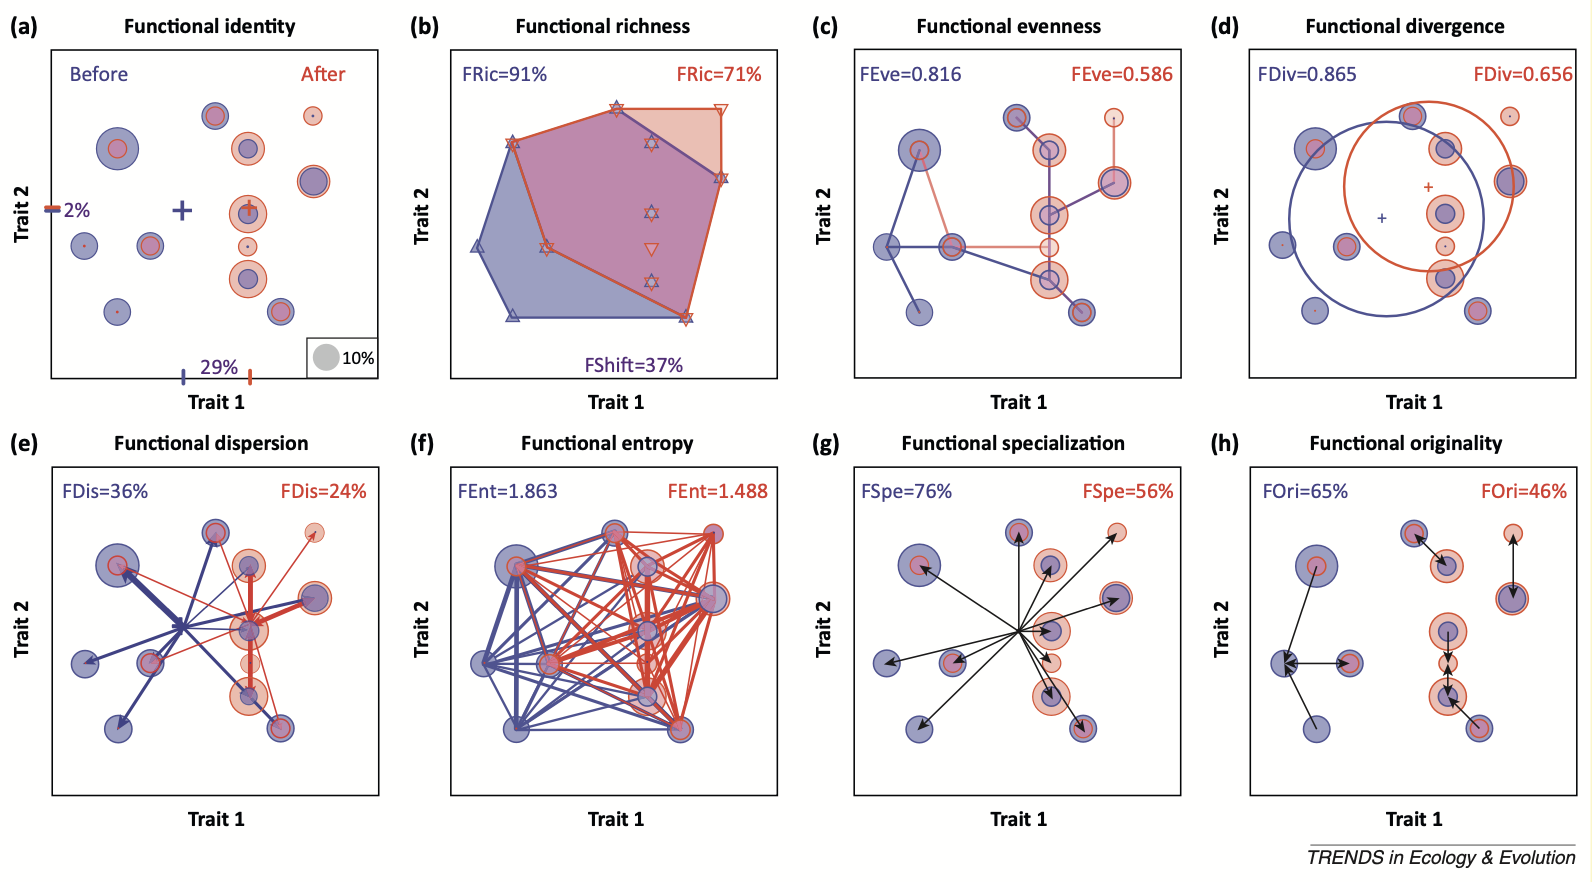 (a) Functional identity
Before After
Trait 2
2%
29%
10%
Trait 1
(b) Functional richness
FRic=91% FRic=71%
Trait 2
FShift=37%
Trait 1
(c) Functional evenness
FEve=0.816 FEve=0.586
Trait 2
Trait 1
(d) Functional divergence
FDiv=0.865 FDiv=0.656
Trait 2
Trait 1
(e) Functional dispersion
FDis=36% FDis=24%
Trait 2
Trait 1
(f) Functional entropy
FEnt=1.863 FEnt=1.488
Trait 2
Trait 1
(g) Functional specialization
FSpe=76% FSpe=56%
Trait 2
Trait 1
(h) Functional originality
FOri=65% FOri=46%
Trait 2
Trait 1
TRENDS in Ecology & Evolution